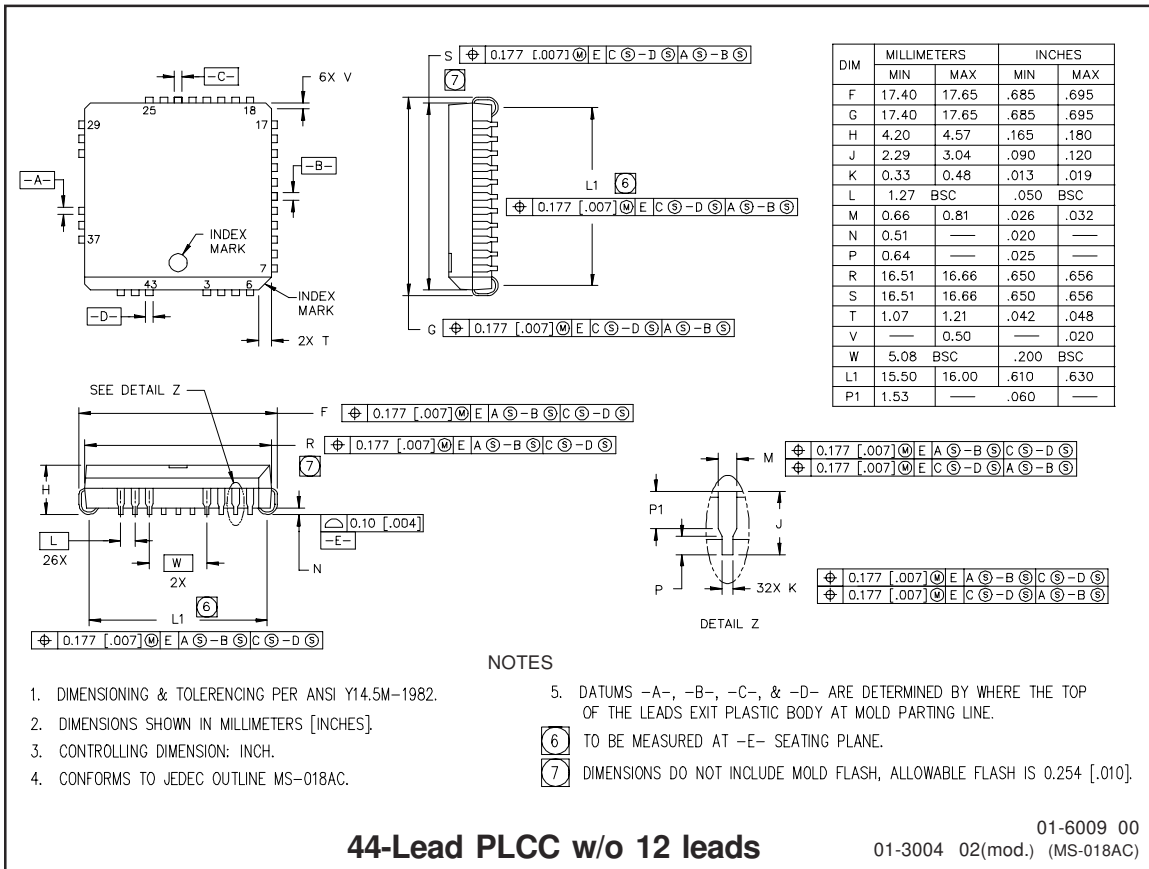 -C-
6X V
25
18
29
17
-B-
-A-
37
INDEX
MARK
7
43
3
6
INDEX
MARK
-D-
2X T
S ⌖ 0.177 [.007]Ⓜ E C Ⓢ-D Ⓢ A Ⓢ-B Ⓢ
7
L1 6
⌖ 0.177 [.007]Ⓜ E C Ⓢ-D Ⓢ A Ⓢ-B Ⓢ
G ⌖ 0.177 [.007]Ⓜ E C Ⓢ-D Ⓢ A Ⓢ-B Ⓢ
DIM MILLIMETERS INCHES
MIN MAX MIN MAX
F 17.40 17.65 .685 .695
G 17.40 17.65 .685 .695
H 4.20 4.57 .165 .180
J 2.29 3.04 .090 .120
K 0.33 0.48 .013 .019
L 1.27 BSC .050 BSC
M 0.66 0.81 .026 .032
N 0.51 — .020 —
P 0.64 — .025 —
R 16.51 16.66 .650 .656
S 16.51 16.66 .650 .656
T 1.07 1.21 .042 .048
V — 0.50 — .020
W 5.08 BSC .200 BSC
L1 15.50 16.00 .610 .630
P1 1.53 — .060 —
SEE DETAIL Z
F ⌖ 0.177 [.007]Ⓜ E A Ⓢ-B Ⓢ C Ⓢ-D Ⓢ
R ⌖ 0.177 [.007]Ⓜ E A Ⓢ-B Ⓢ C Ⓢ-D Ⓢ
7
H
⌓ 0.10 [.004]
-E-
L
26X
W
2X
N
6
L1
⌖ 0.177 [.007]Ⓜ E A Ⓢ-B Ⓢ C Ⓢ-D Ⓢ
M ⌖ 0.177 [.007]Ⓜ E A Ⓢ-B Ⓢ C Ⓢ-D Ⓢ
⌖ 0.177 [.007]Ⓜ E C Ⓢ-D Ⓢ A Ⓢ-B Ⓢ
P1
J
P
32X K
⌖ 0.177 [.007]Ⓜ E A Ⓢ-B Ⓢ C Ⓢ-D Ⓢ
⌖ 0.177 [.007]Ⓜ E C Ⓢ-D Ⓢ A Ⓢ-B Ⓢ
DETAIL Z
NOTES
1. DIMENSIONING & TOLERENCING PER ANSI Y14.5M-1982.
2. DIMENSIONS SHOWN IN MILLIMETERS [INCHES].
3. CONTROLLING DIMENSION: INCH.
4. CONFORMS TO JEDEC OUTLINE MS-018AC.
5. DATUMS -A-, -B-, -C-, & -D- ARE DETERMINED BY WHERE THE TOP
OF THE LEADS EXIT PLASTIC BODY AT MOLD PARTING LINE.
6 TO BE MEASURED AT -E- SEATING PLANE.
7 DIMENSIONS DO NOT INCLUDE MOLD FLASH, ALLOWABLE FLASH IS 0.254 [.010].
44-Lead PLCC w/o 12 leads
01-6009 00
01-3004 02(mod.) (MS-018AC)